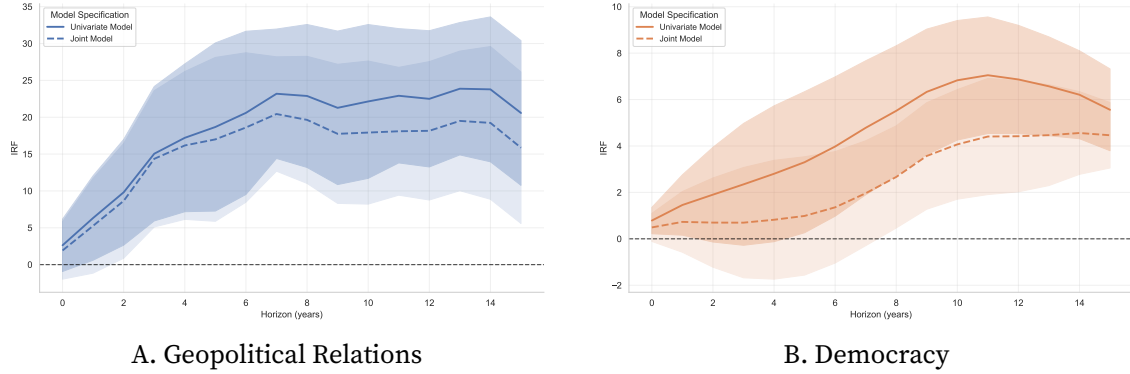 35
30
25
20
15
10
5
0
IRF
Model Specification
Univariate Model
Joint Model
0 2 4 6 8 10 12 14
Horizon (years)
A. Geopolitical Relations
10
8
6
4
2
0
−2
IRF
Model Specification
Univariate Model
Joint Model
0 2 4 6 8 10 12 14
Horizon (years)
B. Democracy